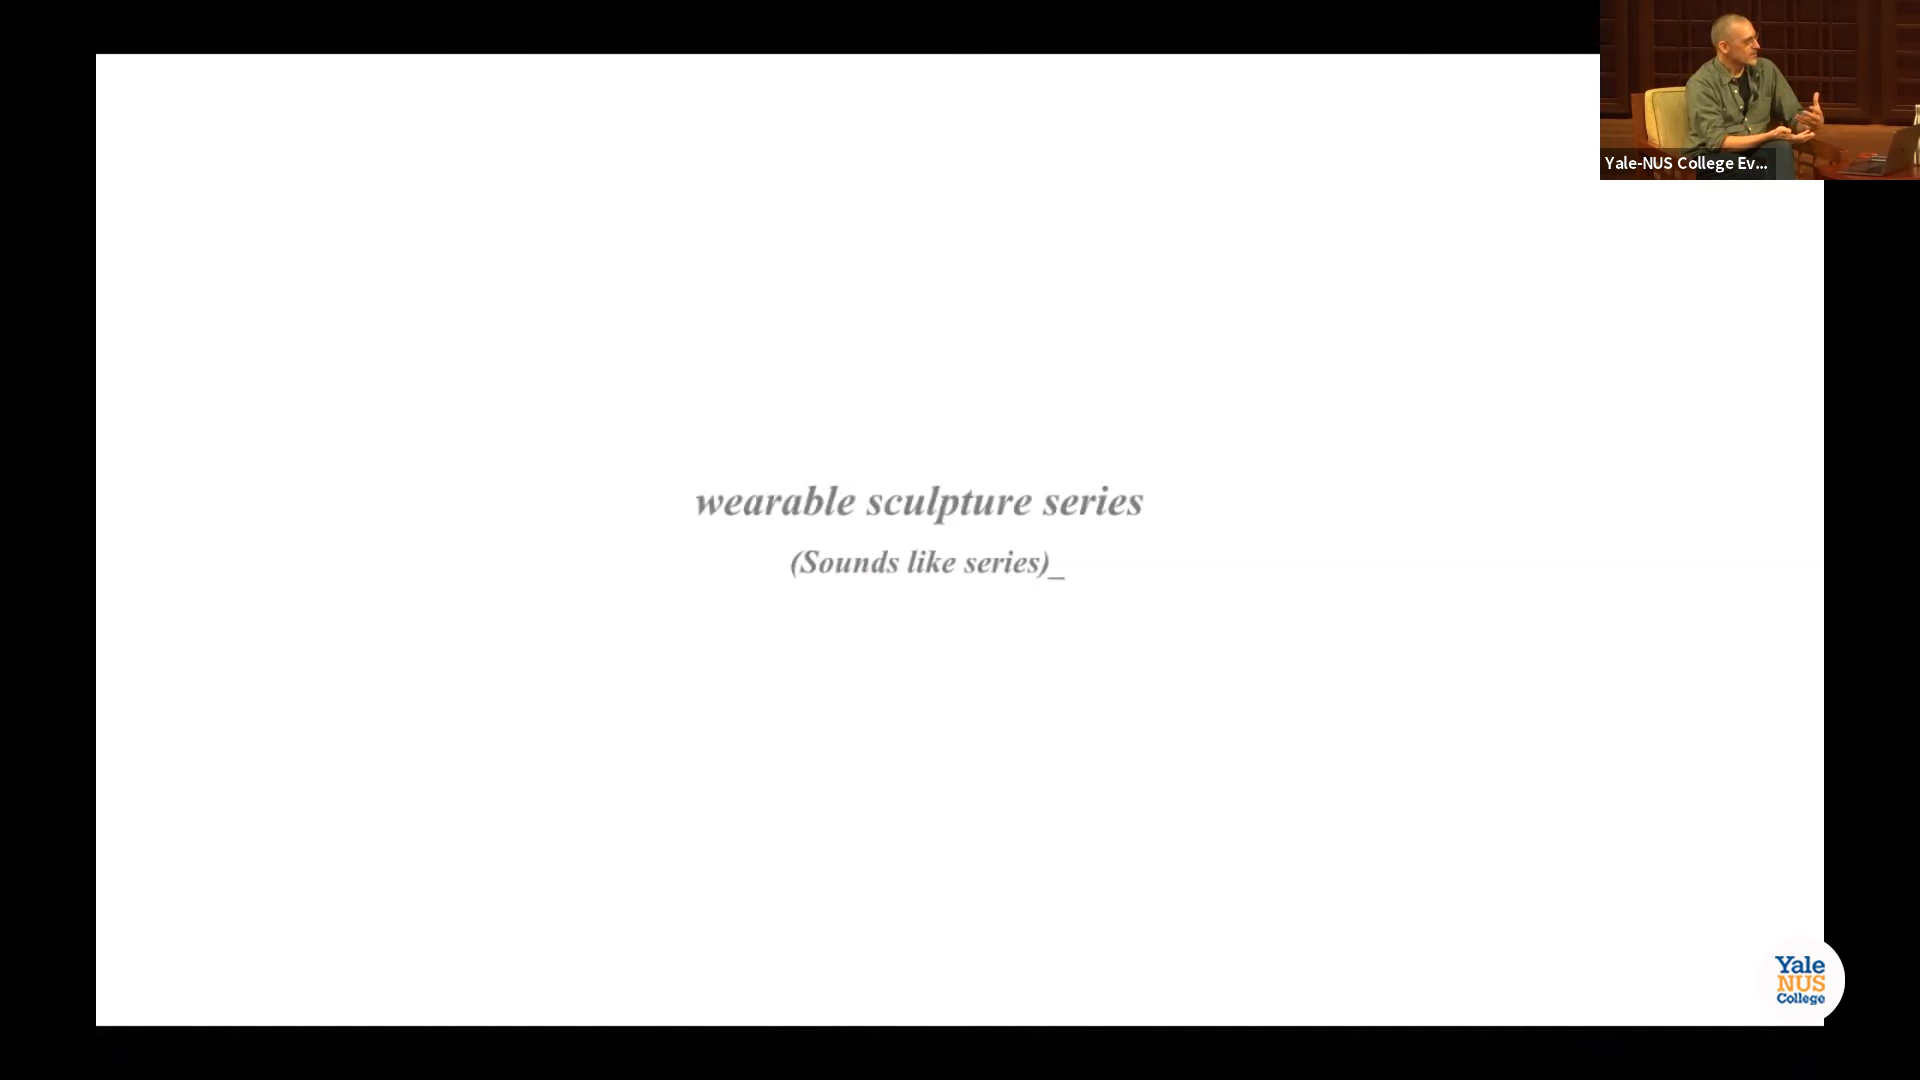 Yale-NUS College Ev...
wearable sculpture series
(Sounds like series)_
Yale
NUS
College